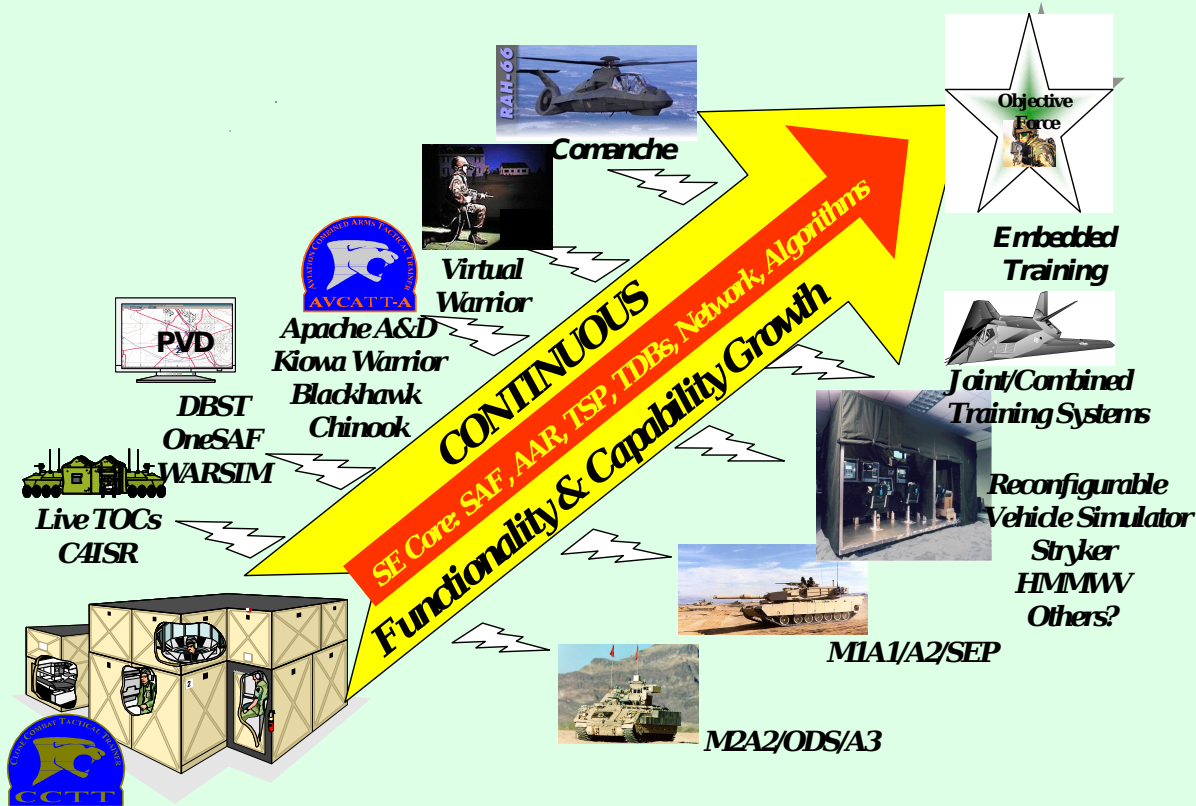 RAH-66
Comanche
Objective
Force
Embedded
Training
Virtual
Warrior
AVIATION COMBINED ARMS TACTICAL TRAINER
AVCATT-A
Apache A&D
Kiowa Warrior
Blackhawk
Chinook
PVD
DBST
OneSAF
WARSIM
Live TOCs
C4ISR
CONTINUOUS
SE Core: SAF, AAR, TSP, TDBs, Network, Algorithms
Functionality & Capability Growth
Joint/Combined
Training Systems
Reconfigurable
Vehicle Simulator
Stryker
HMMWV
Others?
M1A1/A2/SEP
M2A2/ODS/A3
2
CLOSE COMBAT TACTICAL TRAINER
CCTT